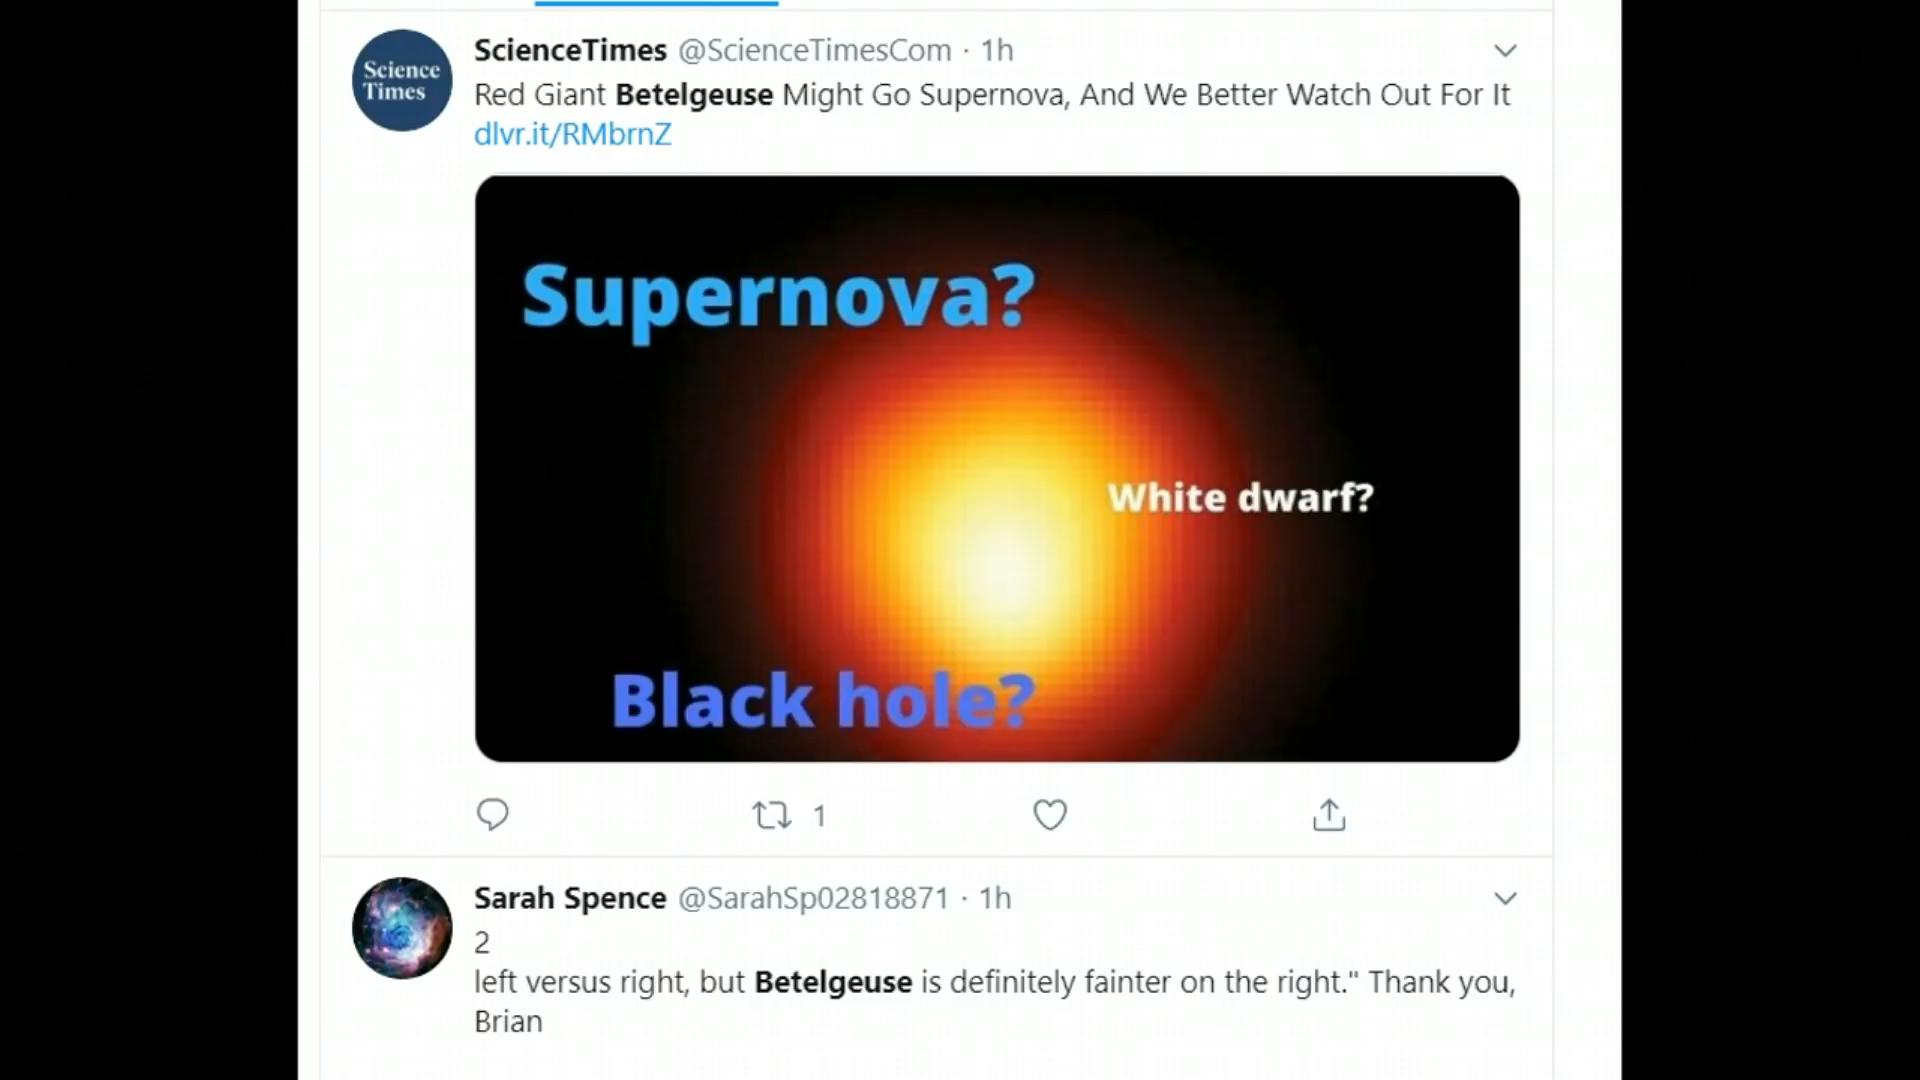 Science
Times
ScienceTimes @ScienceTimesCom · 1h
Red Giant Betelgeuse Might Go Supernova, And We Better Watch Out For It
dlvr.it/RMbrnZ
Supernova?
White dwarf?
Black hole?
1
Sarah Spence @SarahSp02818871 · 1h
2
left versus right, but Betelgeuse is definitely fainter on the right." Thank you,
Brian